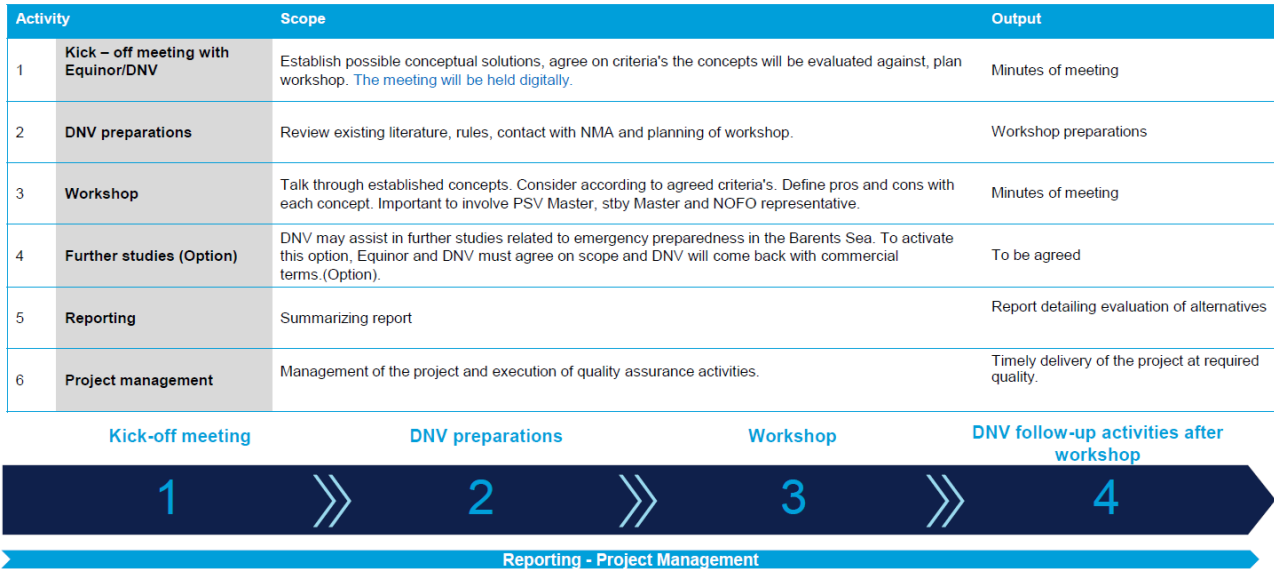 Activity Scope Output
1 Kick – off meeting with
Equinor/DNV
Establish possible conceptual solutions, agree on criteria's the concepts will be evaluated against, plan
workshop. The meeting will be held digitally.
Minutes of meeting
2 DNV preparations
Review existing literature, rules, contact with NMA and planning of workshop.
Workshop preparations
3 Workshop
Talk through established concepts. Consider according to agreed criteria's. Define pros and cons with
each concept. Important to involve PSV Master, stby Master and NOFO representative.
Minutes of meeting
4 Further studies (Option)
DNV may assist in further studies related to emergency preparedness in the Barents Sea. To activate
this option, Equinor and DNV must agree on scope and DNV will come back with commercial
terms.(Option).
To be agreed
5 Reporting
Summarizing report
Report detailing evaluation of alternatives
6 Project management
Management of the project and execution of quality assurance activities.
Timely delivery of the project at required
quality.
Kick-off meeting
DNV preparations
Workshop
DNV follow-up activities after
workshop
1
2
3
4
Reporting - Project Management